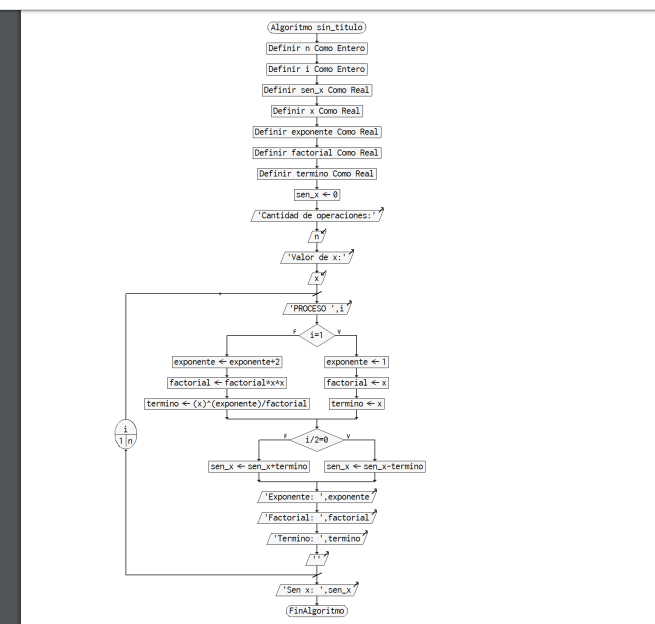 Algoritmo sin_titulo
Definir n Como Entero
Definir i Como Entero
Definir sen_x Como Real
Definir x Como Real
Definir exponente Como Real
Definir factorial Como Real
Definir termino Como Real
sen_x ← 0
'Cantidad de operaciones:'
n
'Valor de x:'
x
'PROCESO ',i
F i=1 V
exponente ← exponente+2 exponente ← 1
factorial ← factorial*x*x factorial ← x
termino ← (x)^(exponente)/factorial termino ← x
i
1 n
F i/2=0 V
sen_x ← sen_x+termino sen_x ← sen_x-termino
'Exponente: ',exponente
'Factorial: ',factorial
'Termino: ',termino
''
'Sen x: ',sen_x
FinAlgoritmo